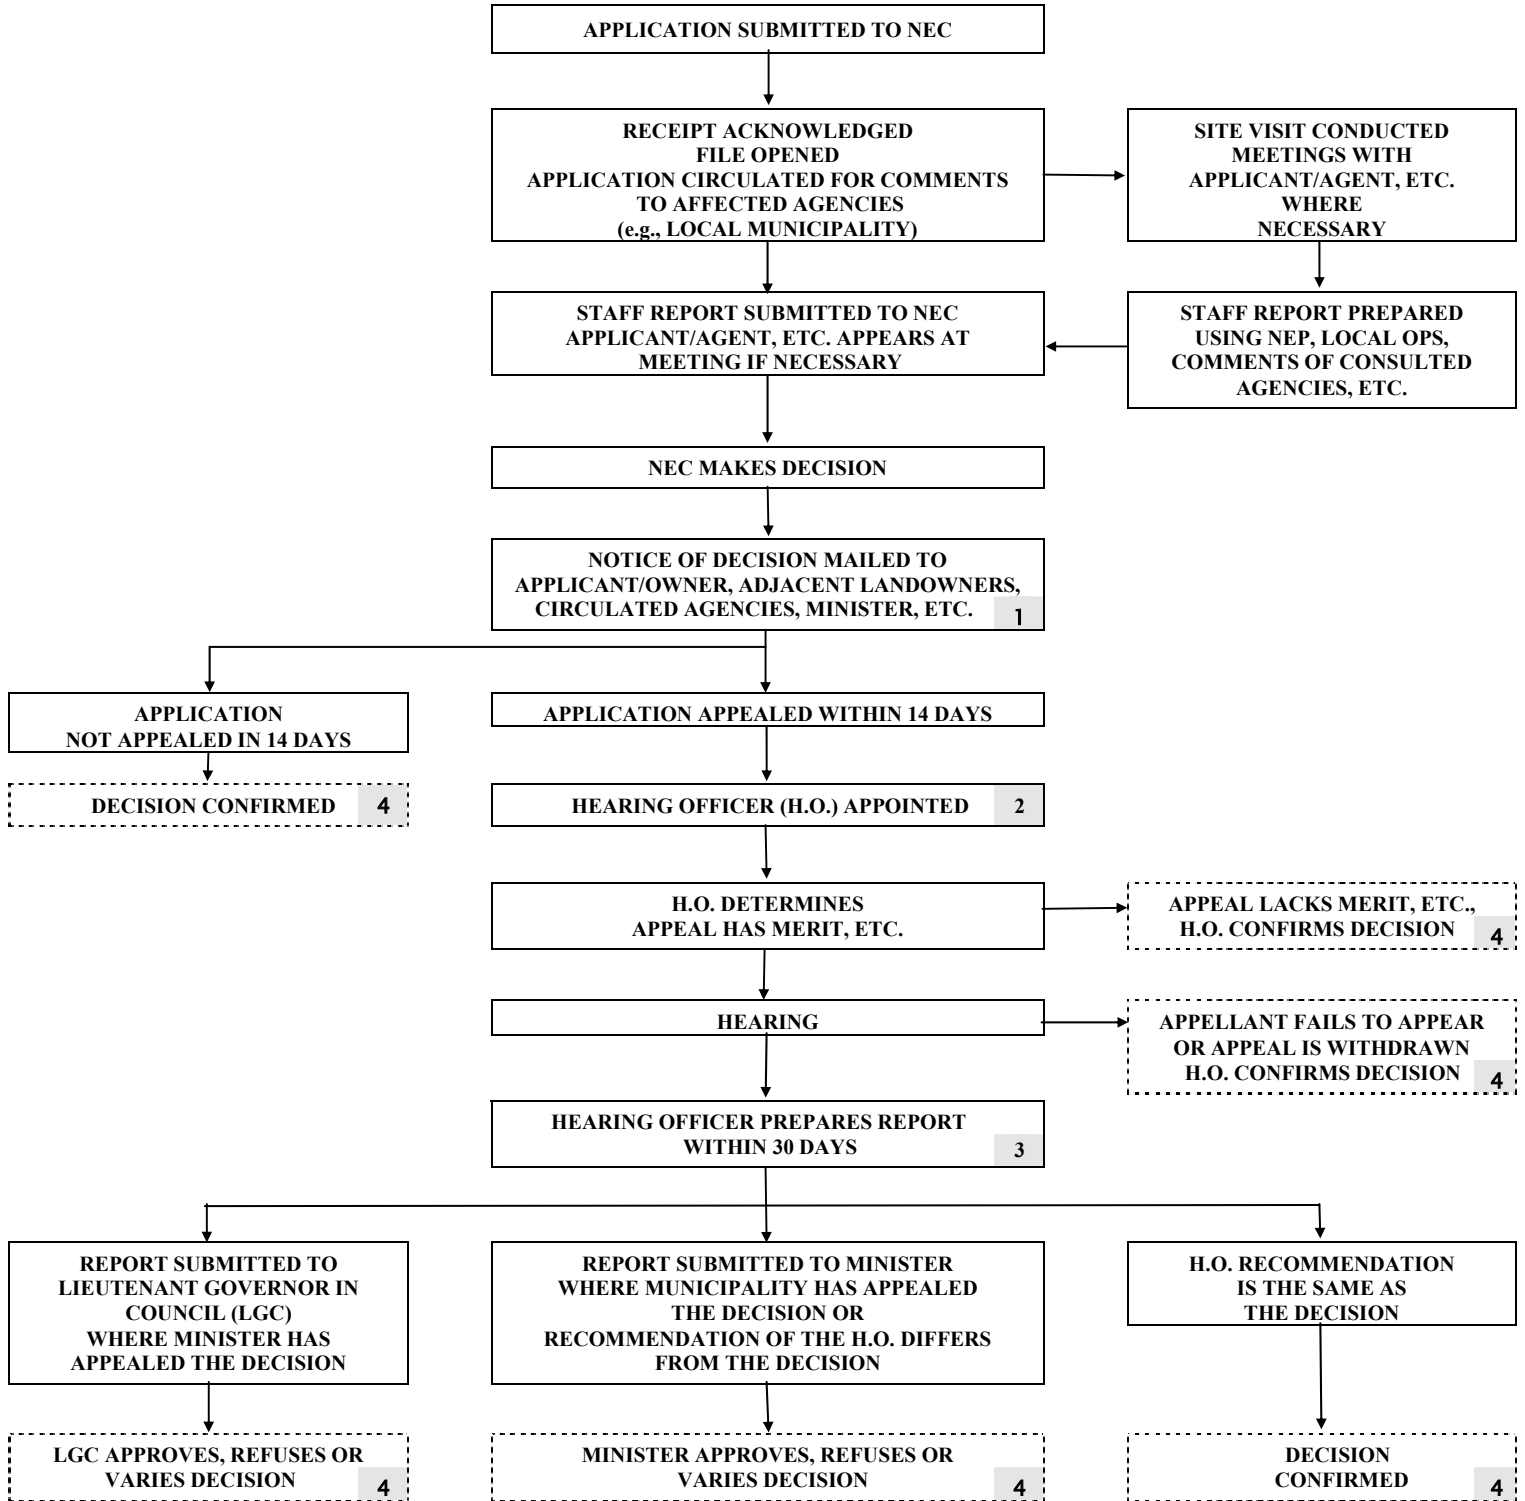 APPLICATION SUBMITTED TO NEC
RECEIPT ACKNOWLEDGED
FILE OPENED
APPLICATION CIRCULATED FOR COMMENTS
TO AFFECTED AGENCIES
(e.g., LOCAL MUNICIPALITY)
SITE VISIT CONDUCTED
MEETINGS WITH
APPLICANT/AGENT, ETC.
WHERE
NECESSARY
STAFF REPORT SUBMITTED TO NEC
APPLICANT/AGENT, ETC. APPEARS AT
MEETING IF NECESSARY
STAFF REPORT PREPARED
USING NEP, LOCAL OPS,
COMMENTS OF CONSULTED
AGENCIES, ETC.
NEC MAKES DECISION
NOTICE OF DECISION MAILED TO
APPLICANT/OWNER, ADJACENT LANDOWNERS,
CIRCULATED AGENCIES, MINISTER, ETC.
1
APPLICATION
NOT APPEALED IN 14 DAYS
APPLICATION APPEALED WITHIN 14 DAYS
DECISION CONFIRMED
4
HEARING OFFICER (H.O.) APPOINTED
2
H.O. DETERMINES
APPEAL HAS MERIT, ETC.
APPEAL LACKS MERIT, ETC.,
H.O. CONFIRMS DECISION
4
HEARING
APPELLANT FAILS TO APPEAR
OR APPEAL IS WITHDRAWN
H.O. CONFIRMS DECISION
4
HEARING OFFICER PREPARES REPORT
WITHIN 30 DAYS
3
REPORT SUBMITTED TO
LIEUTENANT GOVERNOR IN
COUNCIL (LGC)
WHERE MINISTER HAS
APPEALED THE DECISION
REPORT SUBMITTED TO MINISTER
WHERE MUNICIPALITY HAS APPEALED
THE DECISION OR
RECOMMENDATION OF THE H.O. DIFFERS
FROM THE DECISION
H.O. RECOMMENDATION
IS THE SAME AS
THE DECISION
LGC APPROVES, REFUSES OR
VARIES DECISION
4
MINISTER APPROVES, REFUSES OR
VARIES DECISION
4
DECISION
CONFIRMED
4